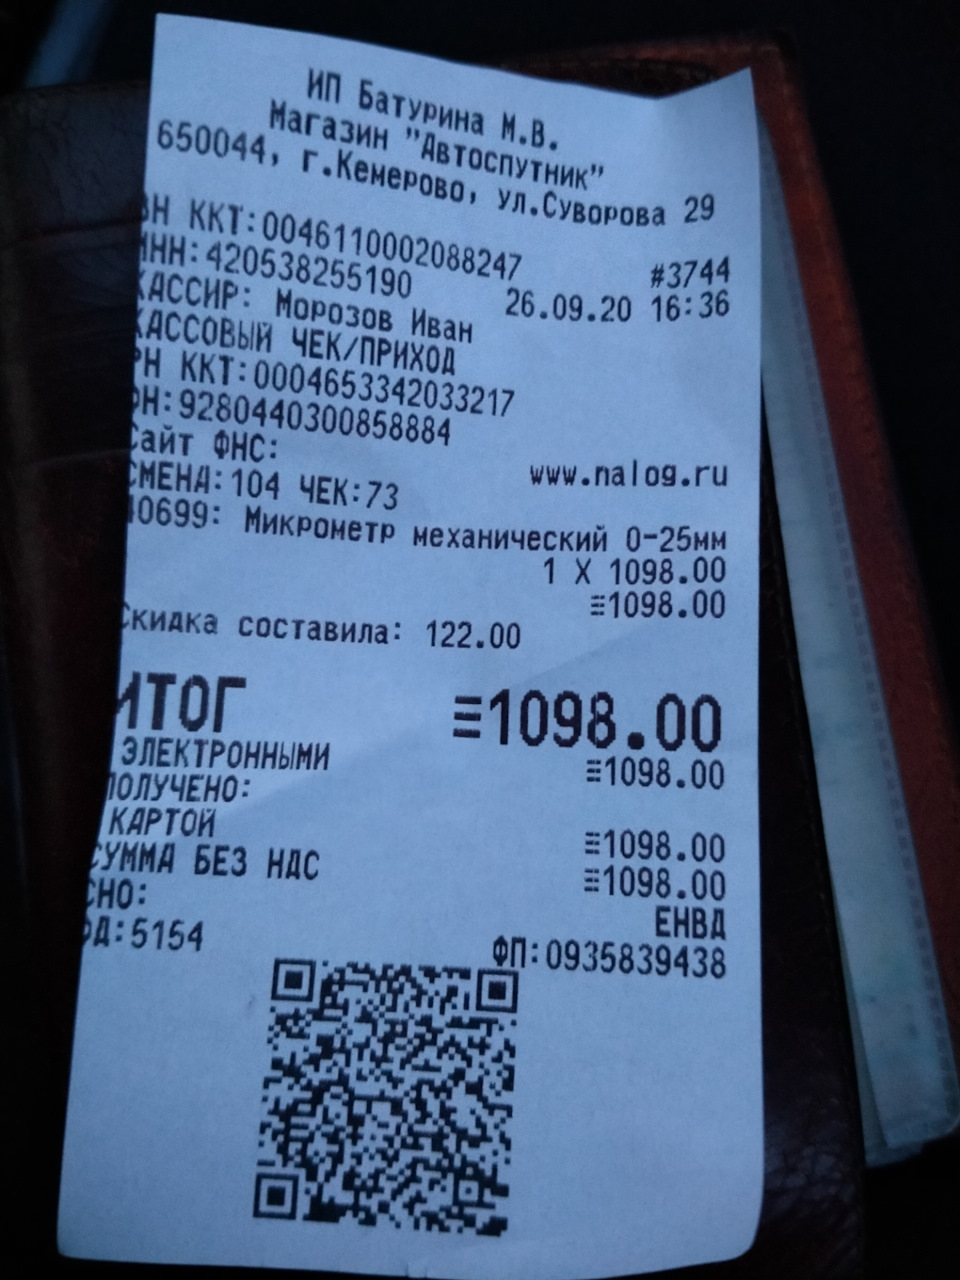 ИП Батурина М.В.
Магазин "Автоспутник"
650044, г.Кемерово, ул.Суворова 29
ЗН ККТ:0046110002088247 #3744
ИНН:420538255190 26.09.20 16:36
КАССИР: Морозов Иван
КАССОВЫЙ ЧЕК/ПРИХОД
РН ККТ:0004653342033217
ФН:9280440300858884
Сайт ФНС: www.nalog.ru
СМЕНА:104 ЧЕК:73
40699: Микрометр механический 0-25мм
1 X 1098.00
≡1098.00
Скидка составила: 122.00
ИТОГ ≡1098.00
ЭЛЕКТРОННЫМИ ≡1098.00
ПОЛУЧЕНО:
КАРТОЙ ≡1098.00
СУММА БЕЗ НДС ≡1098.00
СНО: ЕНВД
ФД:5154 ФП:0935839438